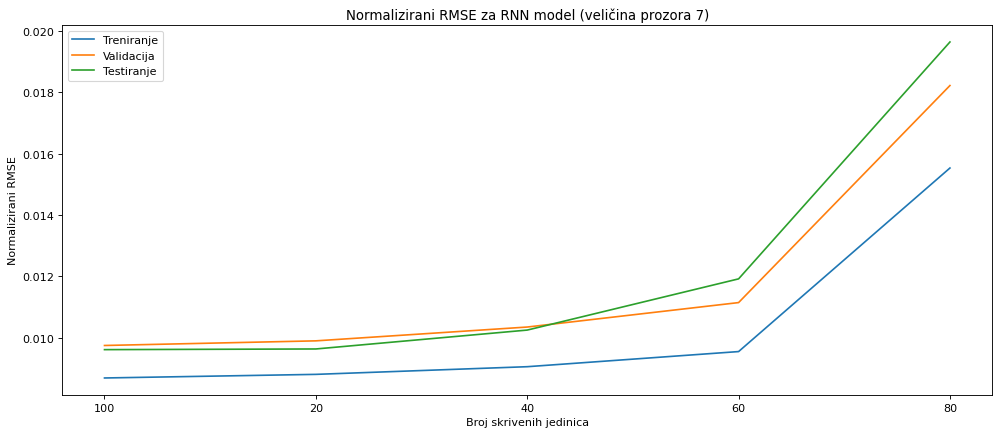 Normalizirani RMSE za RNN model (veličina prozora 7)
Treniranje
Validacija
Testiranje
Normalizirani RMSE
0.020
0.018
0.016
0.014
0.012
0.010
100 20 40 60 80
Broj skrivenih jedinica